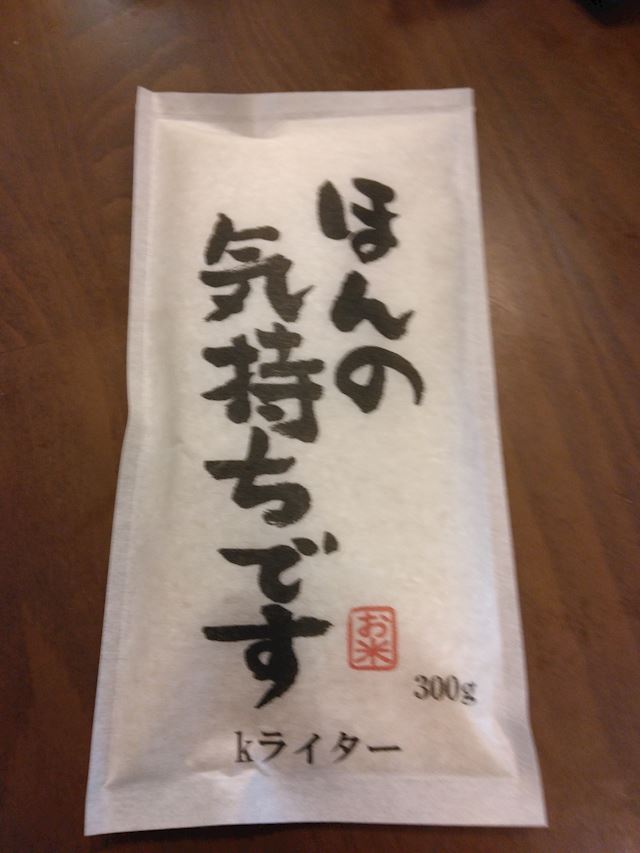 ほんの
気持ちです
お米
300g
kライター